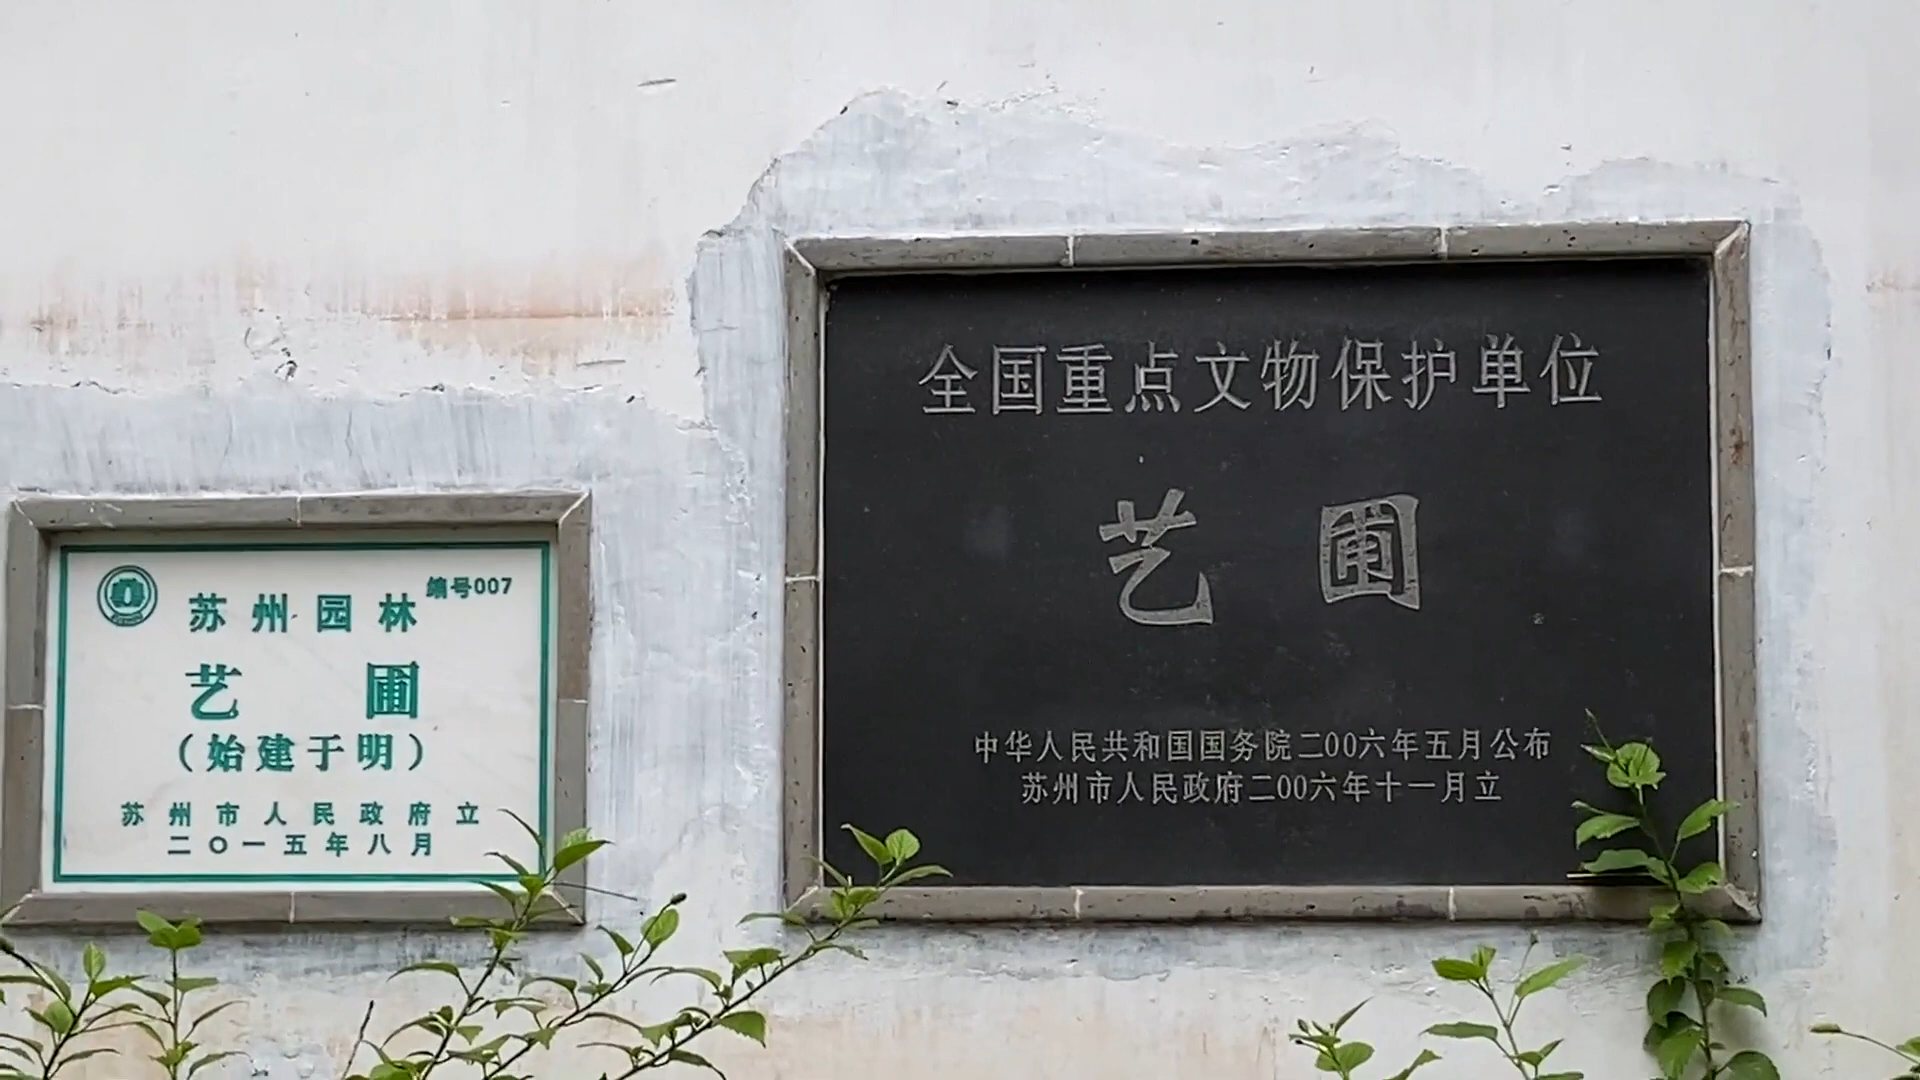 苏州园林
编号007
艺圃
（始建于明）
苏州市人民政府立
二〇一五年八月
全国重点文物保护单位
艺圃
中华人民共和国国务院二00六年五月公布
苏州市人民政府二00六年十一月立